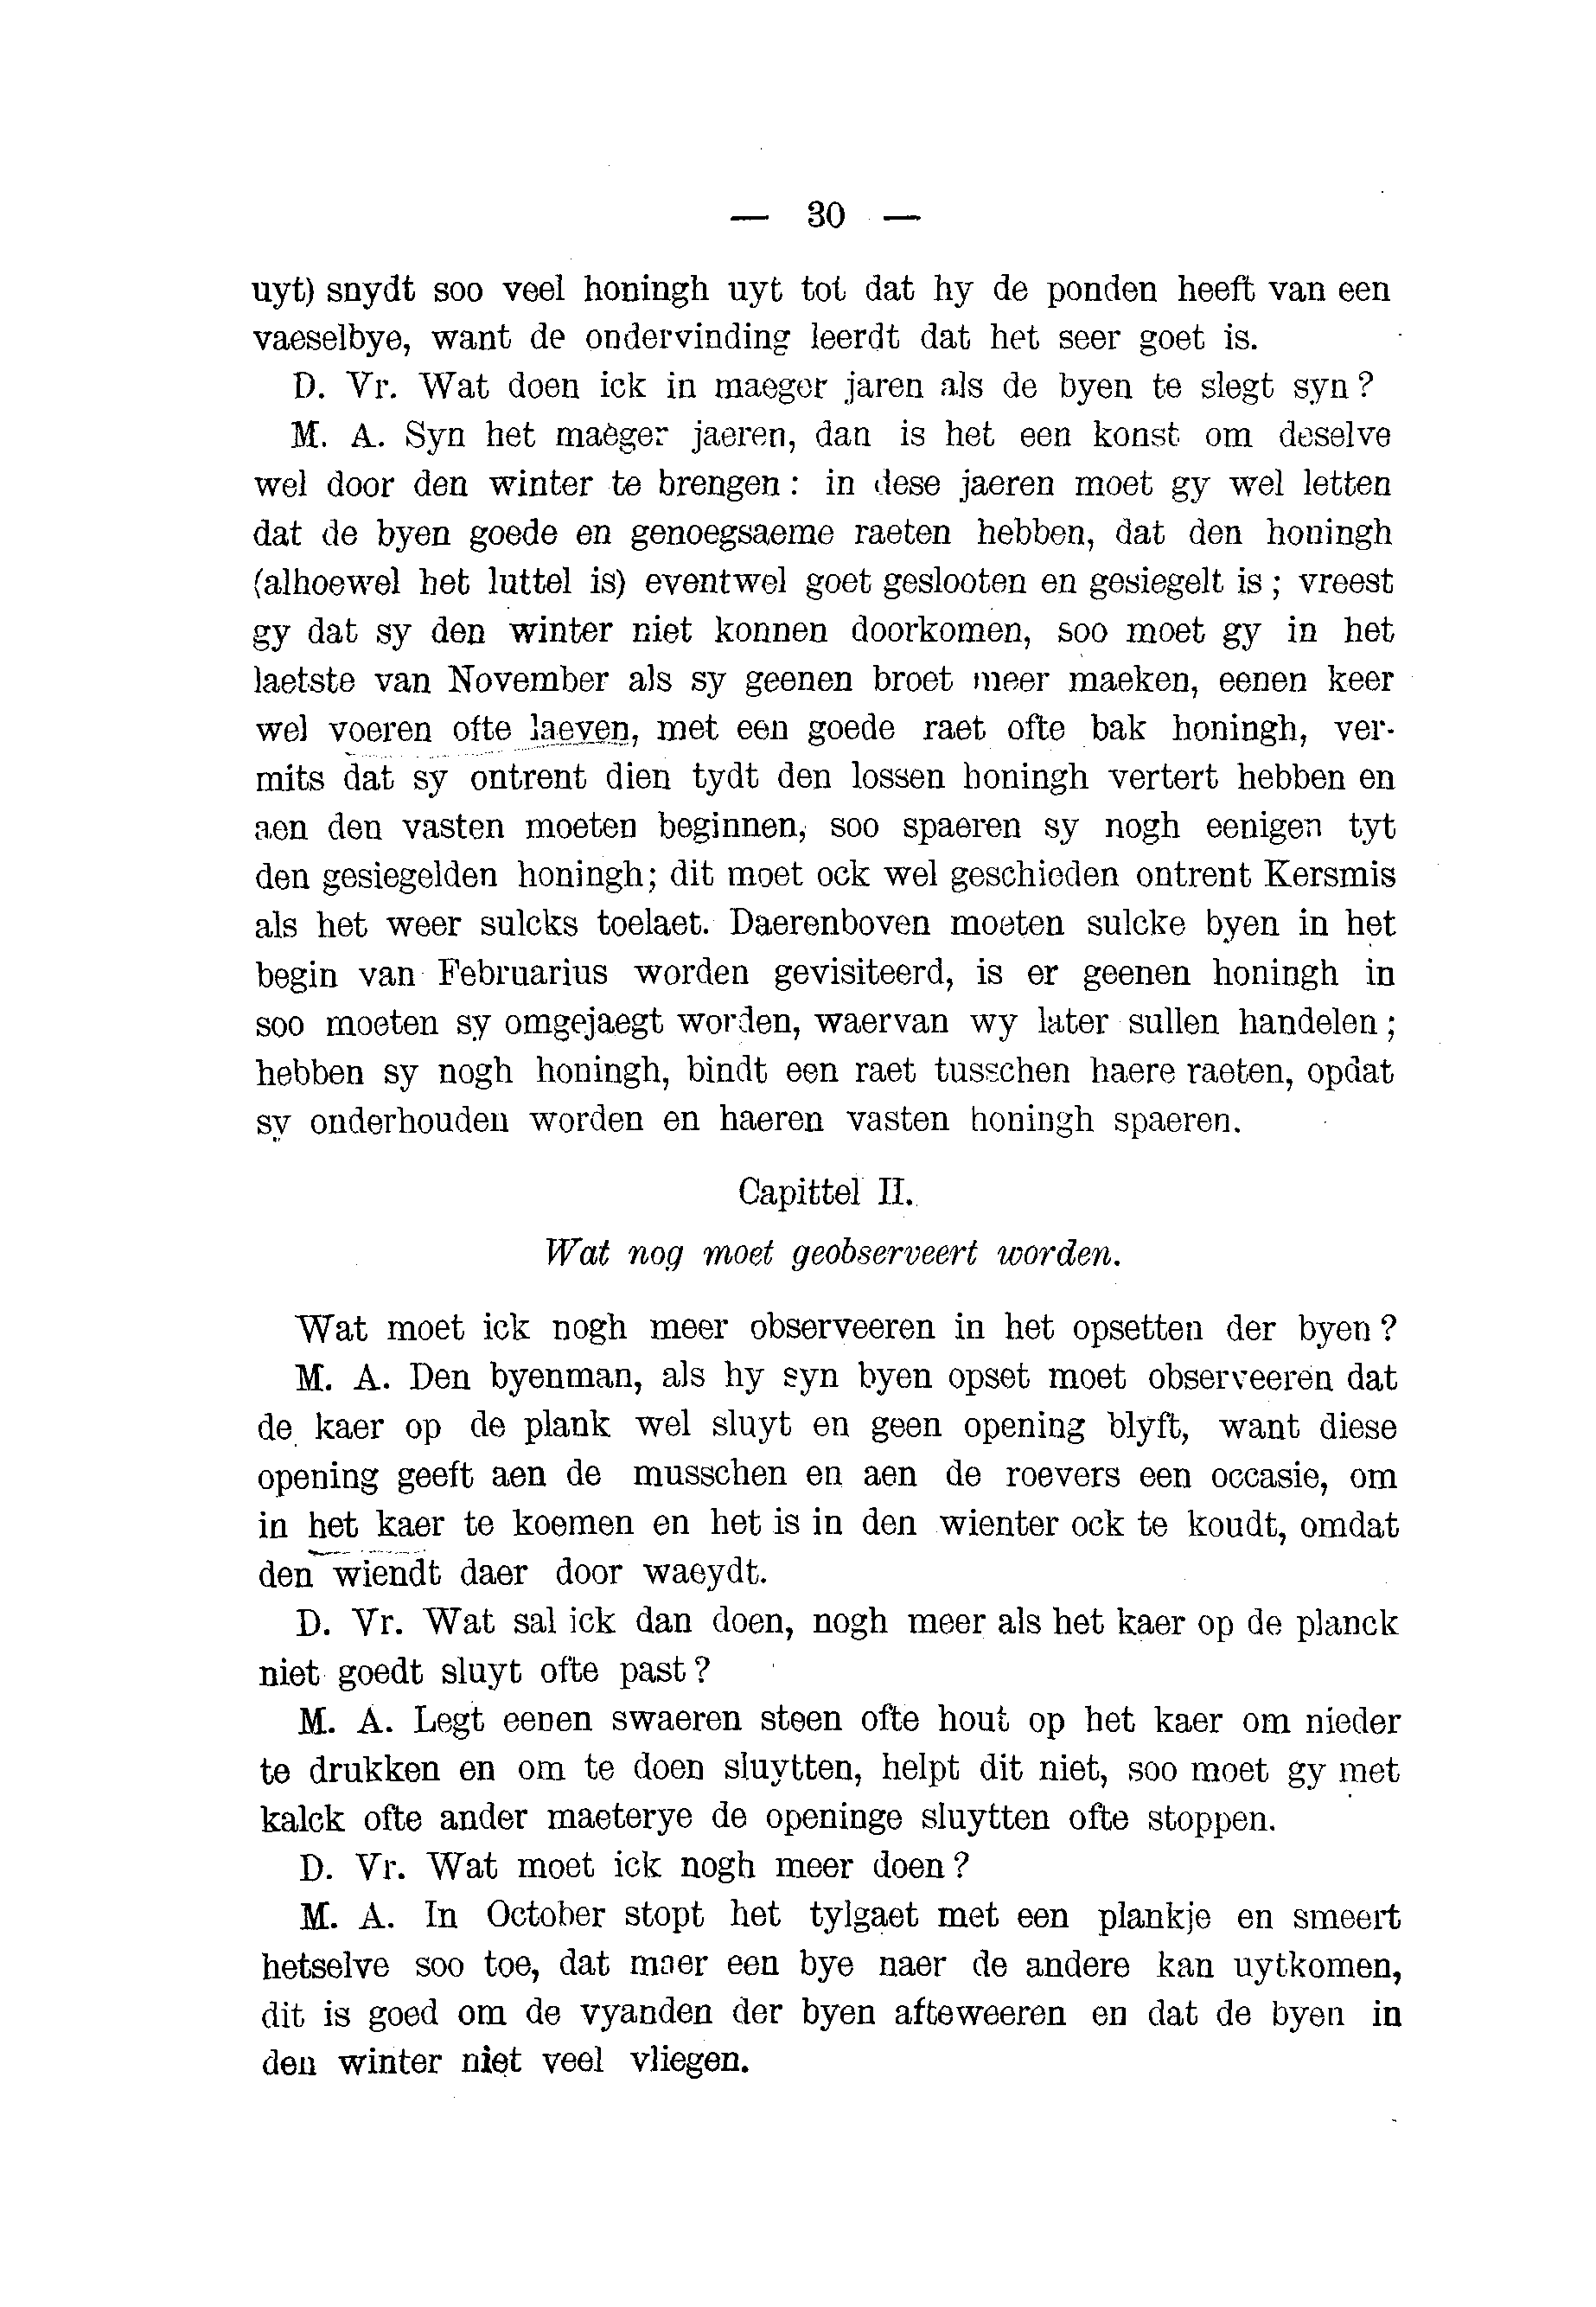 — 30 —
uyt) snydt soo veel honingh uyt tot dat hy de ponden heeft van een
vaeselbye, want de ondervinding leerdt dat het seer goet is.
D. Vr. Wat doen ick in maeger jaren als de byen te slegt syn?
M. A. Syn het maeger jaeren, dan is het een konst om deselve
wel door den winter te brengen: in dese jaeren moet gy wel letten
dat de byen goede en genoegsaeme raeten hebben, dat den honingh
(alhoewel het luttel is) eventwel goet geslooten en gesiegelt is; vreest
gy dat sy den winter niet konnen doorkomen, soo moet gy in het
laetste van November als sy geenen broet meer maeken, eenen keer
wel voeren ofte laeven, met een goede raet ofte bak honingh, ver-
mits dat sy ontrent dien tydt den lossen honingh vertert hebben en
aen den vasten moeten beginnen, soo spaeren sy nogh eenigen tyt
den gesiegelden honingh; dit moet ock wel geschieden ontrent Kersmis
als het weer sulcks toelaet. Daerenboven moeten sulcke byen in het
begin van Februarius worden gevisiteerd, is er geenen honingh in
soo moeten sy omgejaegt worden, waervan wy later sullen handelen;
hebben sy nogh honingh, bindt een raet tusschen haere raeten, opdat
sy onderhouden worden en haeren vasten honingh spaeren.
Capittel II.
Wat nog moet geobserveert worden.
Wat moet ick nogh meer observeeren in het opsetten der byen?
M. A. Den byenman, als hy syn byen opset moet observeeren dat
de kaer op de plank wel sluyt en geen opening blyft, want diese
opening geeft aen de musschen en aen de roevers een occasie, om
in het kaer te koemen en het is in den wienter ock te koudt, omdat
den wiendt daer door waeydt.
D. Vr. Wat sal ick dan doen, nogh meer als het kaer op de planck
niet goedt sluyt ofte past?
M. A. Legt eenen swaeren steen ofte hout op het kaer om nieder
te drukken en om te doen sluytten, helpt dit niet, soo moet gy met
kalck ofte ander maeterye de openinge sluytten ofte stoppen.
D. Vr. Wat moet ick nogh meer doen?
M. A. In October stopt het tylgaet met een plankje en smeert
hetselve soo toe, dat maer een bye naer de andere kan uytkomen,
dit is goed om de vyanden der byen afteweeren en dat de byen in
den winter niet veel vliegen.